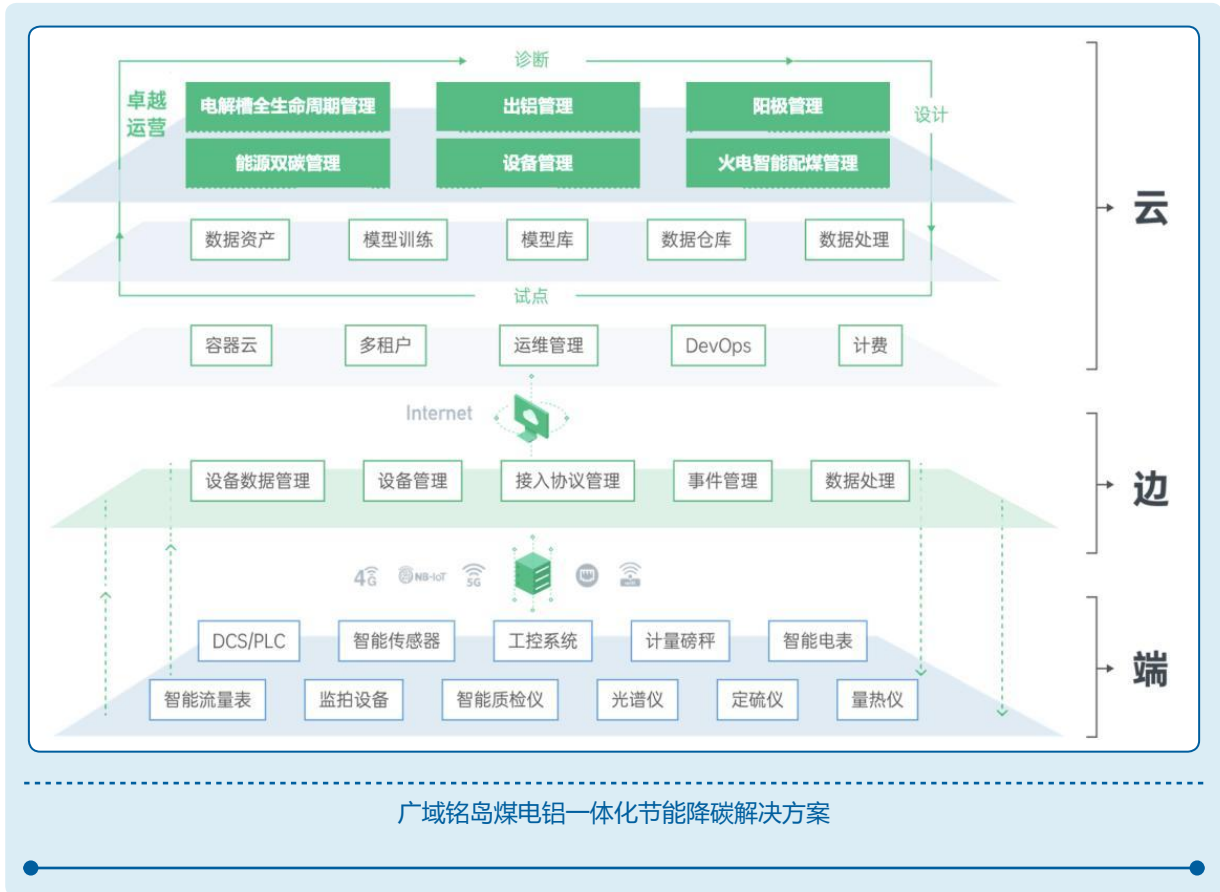 诊断
卓越
运营
电解槽全生命周期管理
出铝管理
阳极管理
设计
能源双碳管理
设备管理
火电智能配煤管理
云
数据资产
模型训练
模型库
数据仓库
数据处理
试点
容器云
多租户
运维管理
DevOps
计费
Internet
设备数据管理
设备管理
接入协议管理
事件管理
数据处理
边
4G
NB-IoT
5G
DCS/PLC
智能传感器
工控系统
计量磅秤
智能电表
端
智能流量表
监拍设备
智能质检仪
光谱仪
定硫仪
量热仪
广域铭岛煤电铝一体化节能降碳解决方案